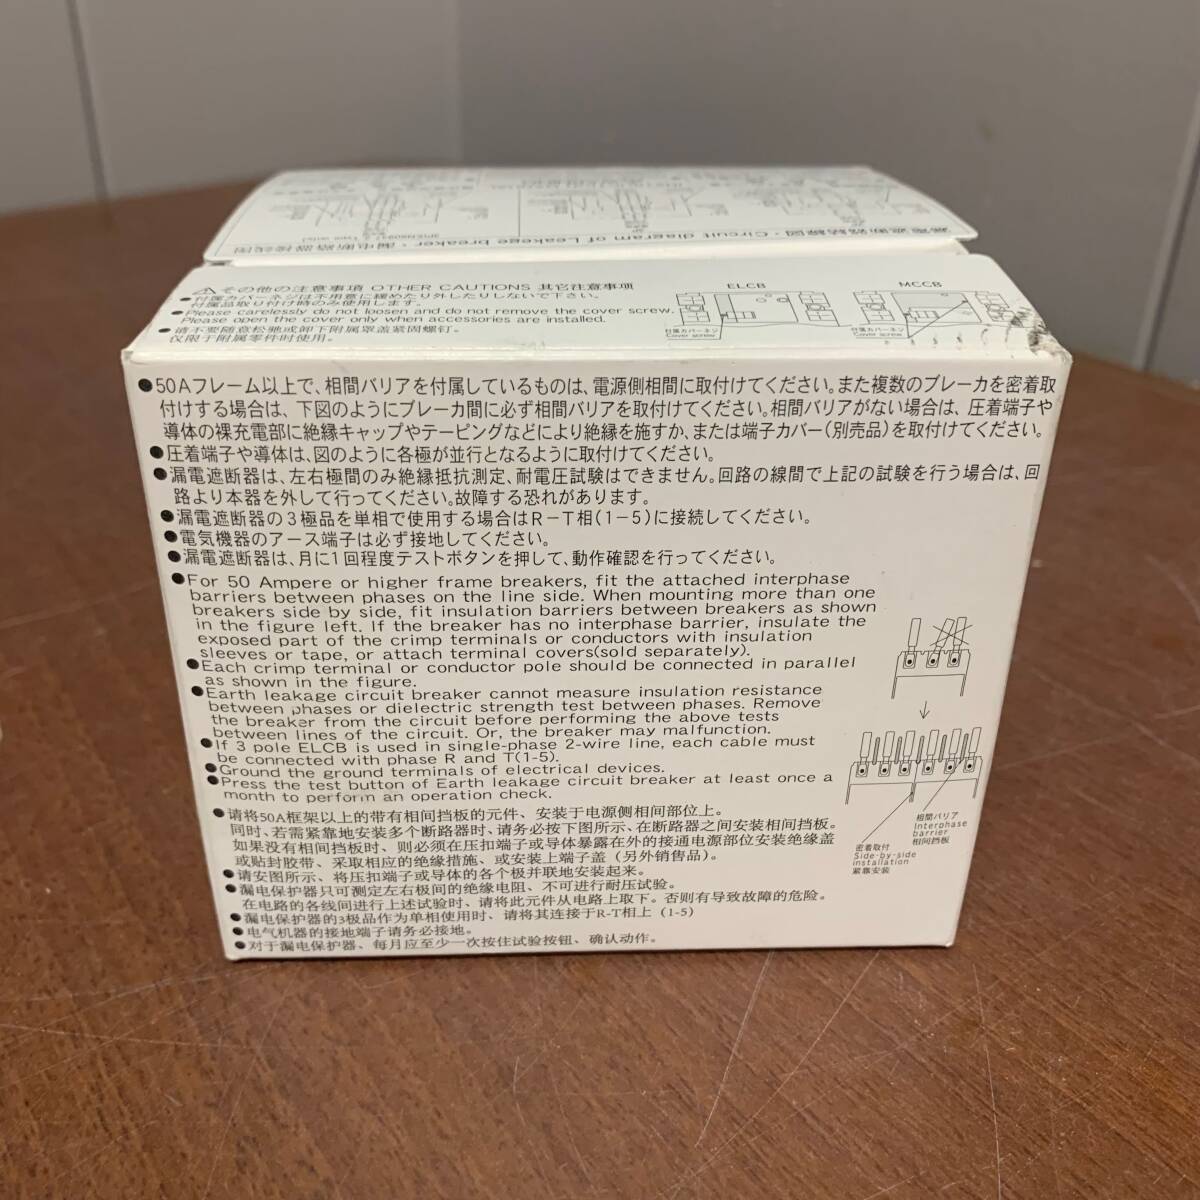 漏電遮断器結線図・Circuit diagram of Leakege breaker・漏电断路器接线图
⚠その他の注意事項 OTHER CAUTIONS 其它注意事项
●付属カバーネジは不用意に緩めたり外したりしないで下さい。
付属品取り付け時のみ使用します。
●Please carelessly do not loosen and do not remove the cover screw.
Please open the cover only when accessories are installed.
●请不要随意松驰或卸下附属罩盖紧固螺钉。
仅限于附属零件时使用。
ELCB
付属カバーネジ
Cover screw
MCCB
付属カバーネジ
Cover screw
●50Aフレーム以上で、相間バリアを付属しているものは、電源側相間に取付けてください。また複数のブレーカを密着取
付けする場合は、下図のようにブレーカ間に必ず相間バリアを取付けてください。相間バリアがない場合は、圧着端子や
導体の裸充電部に絶縁キャップやテーピングなどにより絶縁を施すか、または端子カバー(別売品)を取付けてください。
●圧着端子や導体は、図のように各極が並行となるように取付けてください。
●漏電遮断器は、左右極間のみ絶縁抵抗測定、耐電圧試験はできません。回路の線間で上記の試験を行う場合は、回
路より本器を外して行ってください。故障する恐れがあります。
●漏電遮断器の3極品を単相で使用する場合はR-T相(1-5)に接続してください。
●電気機器のアース端子は必ず接地してください。
●漏電遮断器は、月に1回程度テストボタンを押して、動作確認を行ってください。
●For 50 Ampere or higher frame breakers, fit the attached interphase
barriers between phases on the line side. When mounting more than one
breakers side by side, fit insulation barriers between breakers as shown
in the figure left. If the breaker has no interphase barrier, insulate the
exposed part of the crimp terminals or conductors with insulation
sleeves or tape, or attach terminal covers(sold separately).
●Each crimp terminal or conductor pole should be connected in parallel
as shown in the figure.
●Earth leakage circuit breaker cannot measure insulation resistance
between phases or dielectric strength test between phases. Remove
the breaker from the circuit before performing the above tests
between lines of the circuit. Or, the breaker may malfunction.
●If 3 pole ELCB is used in single-phase 2-wire line, each cable must
be connected with phase R and T(1-5).
●Ground the ground terminals of electrical devices.
●Press the test button of Earth leakage circuit breaker at least once a
month to perform an operation check.
●请将50A框架以上的带有相间挡板的元件、安装于电源侧相间部位上。
同时、若需紧靠地安装多个断路器时、请务必按下图所示、在断路器之间安装相间挡板。
如果没有相间挡板时、则必须在压扣端子或导体暴露在外的接通电源部位安装绝缘盖
或贴封胶带、采取相应的绝缘措施、或安装上端子盖(另外销售品)。
●请安图所示、将压扣端子或导体的各个极并联地安装起来。
●漏电保护器只可测定左右极间的绝缘电阻、不可进行耐压试验。
在电路的各线间进行上述试验时、请将此元件从电路上取下。否则有导致故障的危险。
●漏电保护器的3极品作为单相使用时、请将其连接于R-T相上 (1-5)
●电气机器的接地端子请务必接地。
●对于漏电保护器、每月应至少一次按住试验按钮、确认动作。
相間バリア
Interphase
barrier
相间挡板
密着取付
Side-by-side
installation
紧靠安装